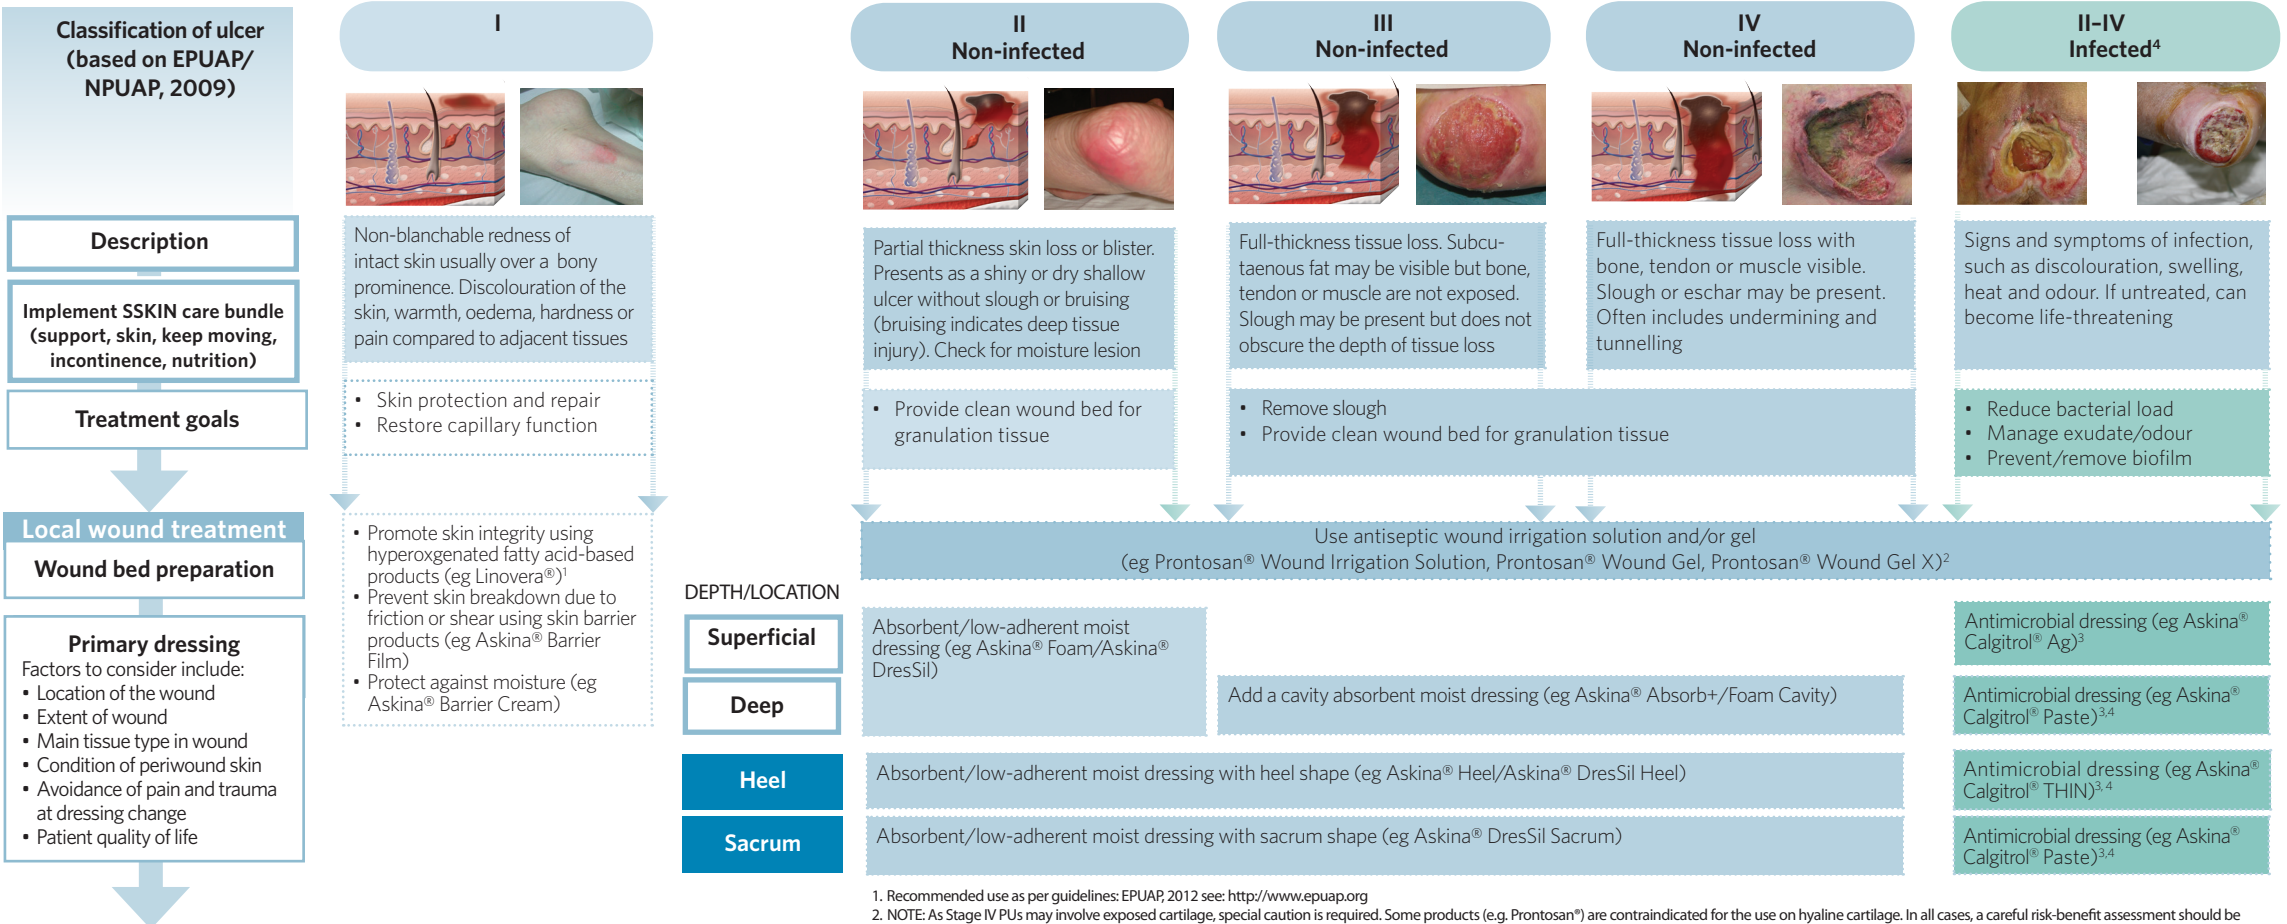 Classification of ulcer
(based on EPUAP/
NPUAP, 2009)
I
II
Non-infected
III
Non-infected
IV
Non-infected
II–IV
Infected⁴
Description
Non-blanchable redness of
intact skin usually over a bony
prominence. Discolouration of the
skin, warmth, oedema, hardness or
pain compared to adjacent tissues
Partial thickness skin loss or blister.
Presents as a shiny or dry shallow
ulcer without slough or bruising
(bruising indicates deep tissue
injury). Check for moisture lesion
Full-thickness tissue loss. Subcu-
taenous fat may be visible but bone,
tendon or muscle are not exposed.
Slough may be present but does not
obscure the depth of tissue loss
Full-thickness tissue loss with
bone, tendon or muscle visible.
Slough or eschar may be present.
Often includes undermining and
tunnelling
Signs and symptoms of infection,
such as discolouration, swelling,
heat and odour. If untreated, can
become life-threatening
Implement SSKIN care bundle
(support, skin, keep moving,
incontinence, nutrition)
Treatment goals
• Skin protection and repair
• Restore capillary function
• Provide clean wound bed for
granulation tissue
• Remove slough
• Provide clean wound bed for granulation tissue
• Reduce bacterial load
• Manage exudate/odour
• Prevent/remove biofilm
Local wound treatment
Wound bed preparation
• Promote skin integrity using
hyperoxgenated fatty acid-based
products (eg Linovera®)¹
• Prevent skin breakdown due to
friction or shear using skin barrier
products (eg Askina® Barrier
Film)
• Protect against moisture (eg
Askina® Barrier Cream)
Use antiseptic wound irrigation solution and/or gel
(eg Prontosan® Wound Irrigation Solution, Prontosan® Wound Gel, Prontosan® Wound Gel X)²
Primary dressing
Factors to consider include:
• Location of the wound
• Extent of wound
• Main tissue type in wound
• Condition of periwound skin
• Avoidance of pain and trauma
at dressing change
• Patient quality of life
DEPTH/LOCATION
Superficial
Deep
Absorbent/low-adherent moist
dressing (eg Askina® Foam/Askina®
DresSil)
Add a cavity absorbent moist dressing (eg Askina® Absorb+/Foam Cavity)
Antimicrobial dressing (eg Askina®
Calgitrol® Ag)³
Antimicrobial dressing (eg Askina®
Calgitrol® Paste)³,⁴
Heel
Absorbent/low-adherent moist dressing with heel shape (eg Askina® Heel/Askina® DresSil Heel)
Antimicrobial dressing (eg Askina®
Calgitrol® THIN)³, ⁴
Sacrum
Absorbent/low-adherent moist dressing with sacrum shape (eg Askina® DresSil Sacrum)
Antimicrobial dressing (eg Askina®
Calgitrol® Paste)³,⁴
1. Recommended use as per guidelines: EPUAP, 2012 see: http://www.epuap.org
2. NOTE: As Stage IV PUs may involve exposed cartilage, special caution is required. Some products (e.g. Prontosan®) are contraindicated for the use on hyaline cartilage. In all cases, a careful risk-benefit assessment should be